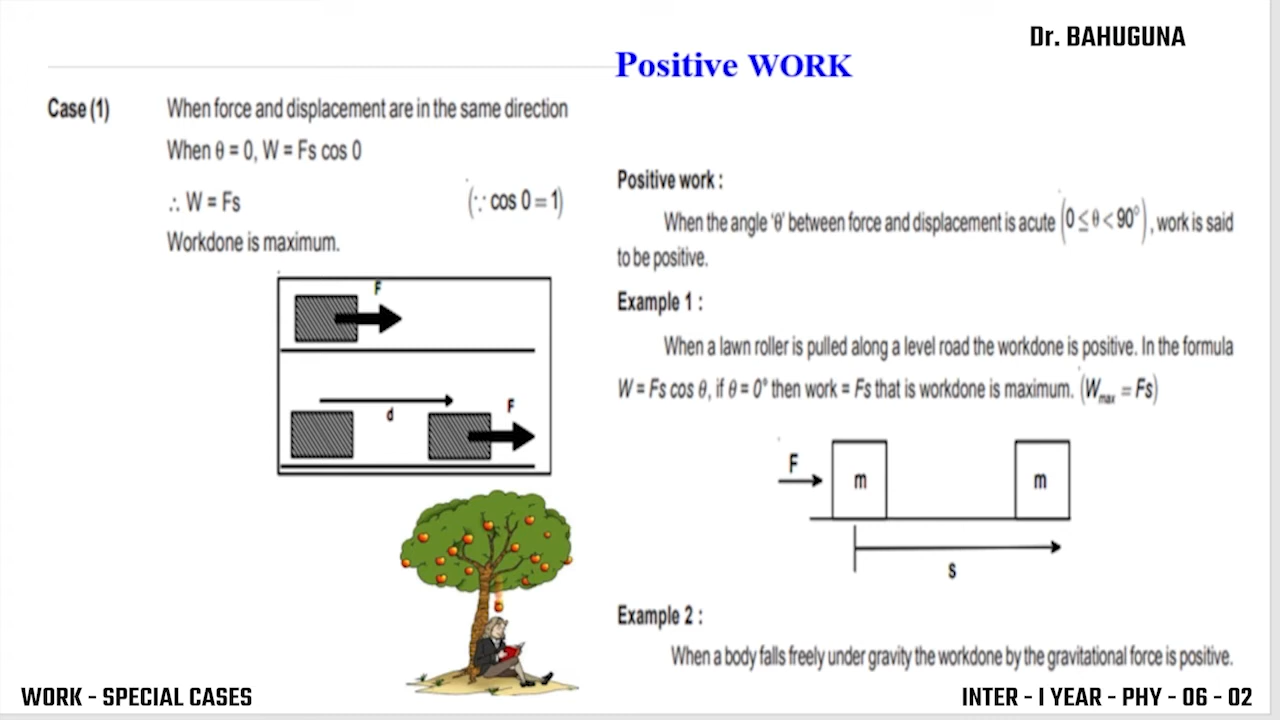 Dr. BAHUGUNA
Positive WORK
Case (1) When force and displacement are in the same direction
When θ = 0, W = Fs cos 0
∴ W = Fs (∵ cos 0 = 1)
Workdone is maximum.
F
d
F
Positive work :
When the angle 'θ' between force and displacement is acute (0 ≤ θ < 90°), work is said
to be positive.
Example 1 :
When a lawn roller is pulled along a level road the workdone is positive. In the formula
W = Fs cos θ, if θ = 0° then work = Fs that is workdone is maximum. (Wmax = Fs)
F
m
m
S
Example 2 :
When a body falls freely under gravity the workdone by the gravitational force is positive.
WORK - SPECIAL CASES
INTER - I YEAR - PHY - 06 - 02